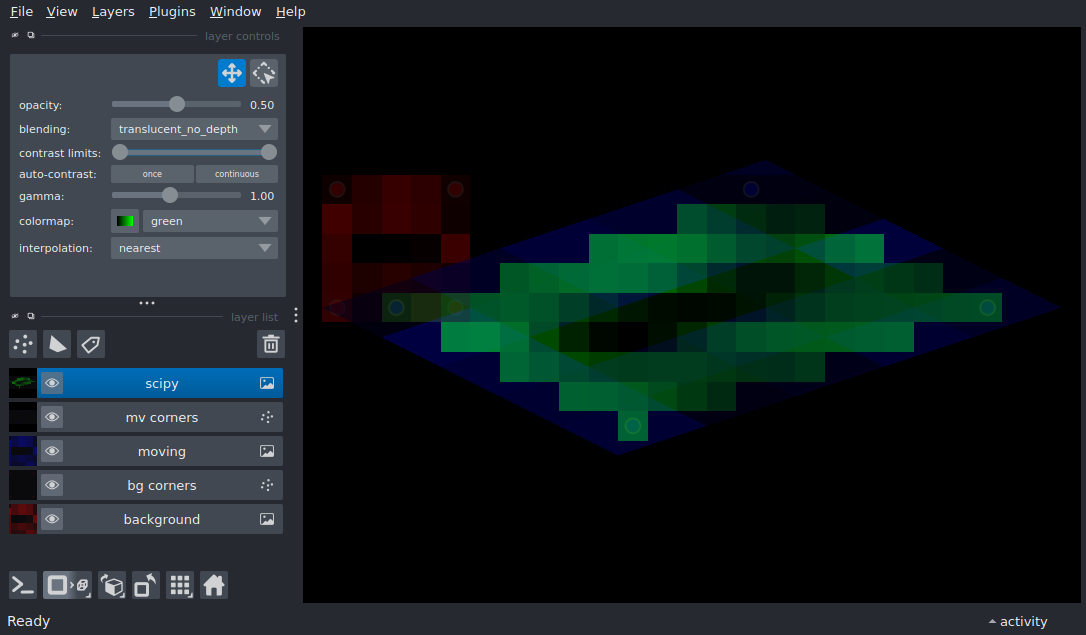 File View Layers Plugins Window Help
layer controls
opacity: 0.50
blending: translucent_no_depth
contrast limits:
auto-contrast: once continuous
gamma: 1.00
colormap: green
interpolation: nearest
layer list
scipy
mv corners
moving
bg corners
background
Ready
activity